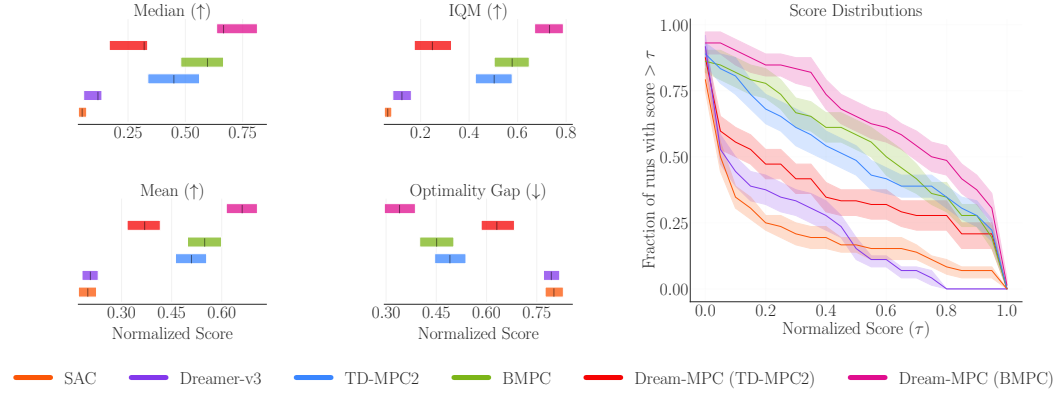 Median (↑)
0.25 0.50 0.75
IQM (↑)
0.2 0.4 0.6 0.8
Mean (↑)
0.30 0.45 0.60
Normalized Score
Optimality Gap (↓)
0.30 0.45 0.60 0.75
Normalized Score
Score Distributions
Fraction of runs with score > τ
1.00
0.75
0.50
0.25
0.00
0.0 0.2 0.4 0.6 0.8 1.0
Normalized Score (τ)
SAC Dreamer-v3 TD-MPC2 BMPC Dream-MPC (TD-MPC2) Dream-MPC (BMPC)